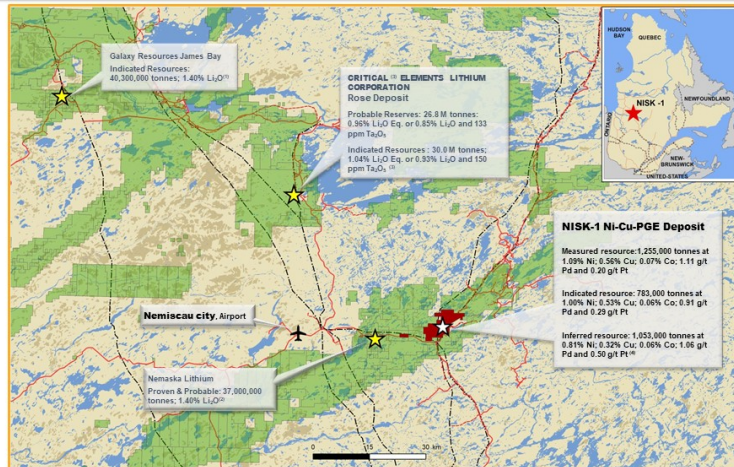 Galaxy Resources James Bay
Indicated Resources:
40,300,000 tonnes; 1.40% Li₂O⁽¹⁾
CRITICAL ⁽³⁾ ELEMENTS LITHIUM
CORPORATION
Rose Deposit
Probable Reserves: 26.8 M tonnes:
0.96% Li₂O Eq. or 0.85% Li₂O and 133
ppm Ta₂O₅
Indicated Resources : 30.0 M tonnes;
1.04% Li₂O Eq. or 0.93% Li₂O and 150
ppm Ta₂O₅ ⁽³⁾
HUDSON
BAY
QUEBEC
NISK -1
NEWFOUNDLAND
ONTARIO
NEW-
BRUNSWICK
UNITED-STATES
NISK-1 Ni-Cu-PGE Deposit
Measured resource:1,255,000 tonnes at
1.09% Ni; 0.56% Cu; 0.07% Co; 1.11 g/t
Pd and 0.20 g/t Pt
Indicated resource: 783,000 tonnes at
1.00% Ni; 0.53% Cu; 0.06% Co; 0.91 g/t
Pd and 0.29 g/t Pt
Inferred resource: 1,053,000 tonnes at
0.81% Ni; 0.32% Cu; 0.06% Co; 1.06 g/t
Pd and 0.50 g/t Pt⁽⁴⁾
Nemiscau city, Airport
Nemaska Lithium
Proven & Probable: 37,000,000
tonnes; 1.40% Li₂O⁽²⁾
0 15 30 km